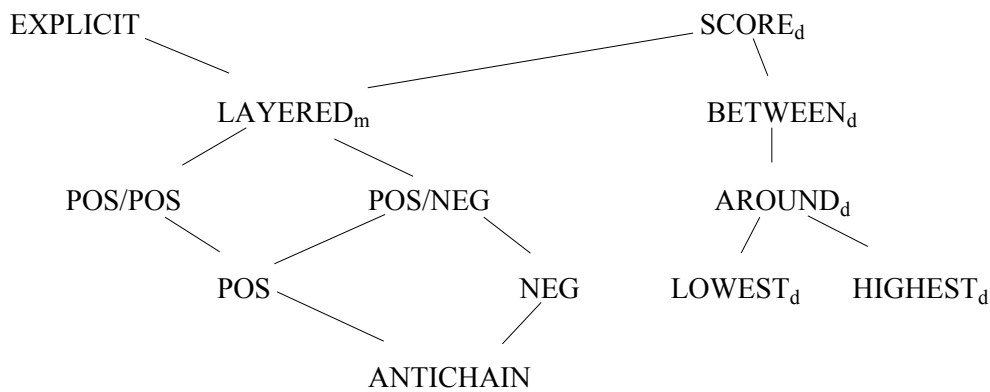 EXPLICIT SCORE_d
LAYERED_m BETWEEN_d
POS/POS POS/NEG AROUND_d
POS NEG LOWEST_d HIGHEST_d
ANTICHAIN